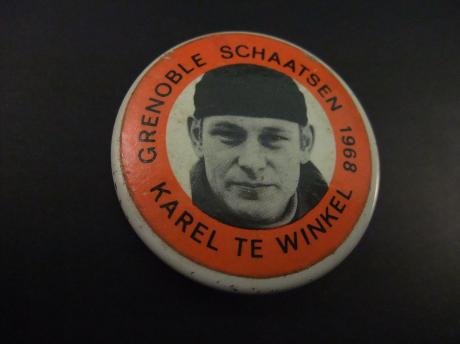 GRENOBLE SCHAATSEN 1968
KAREL TE WINKEL